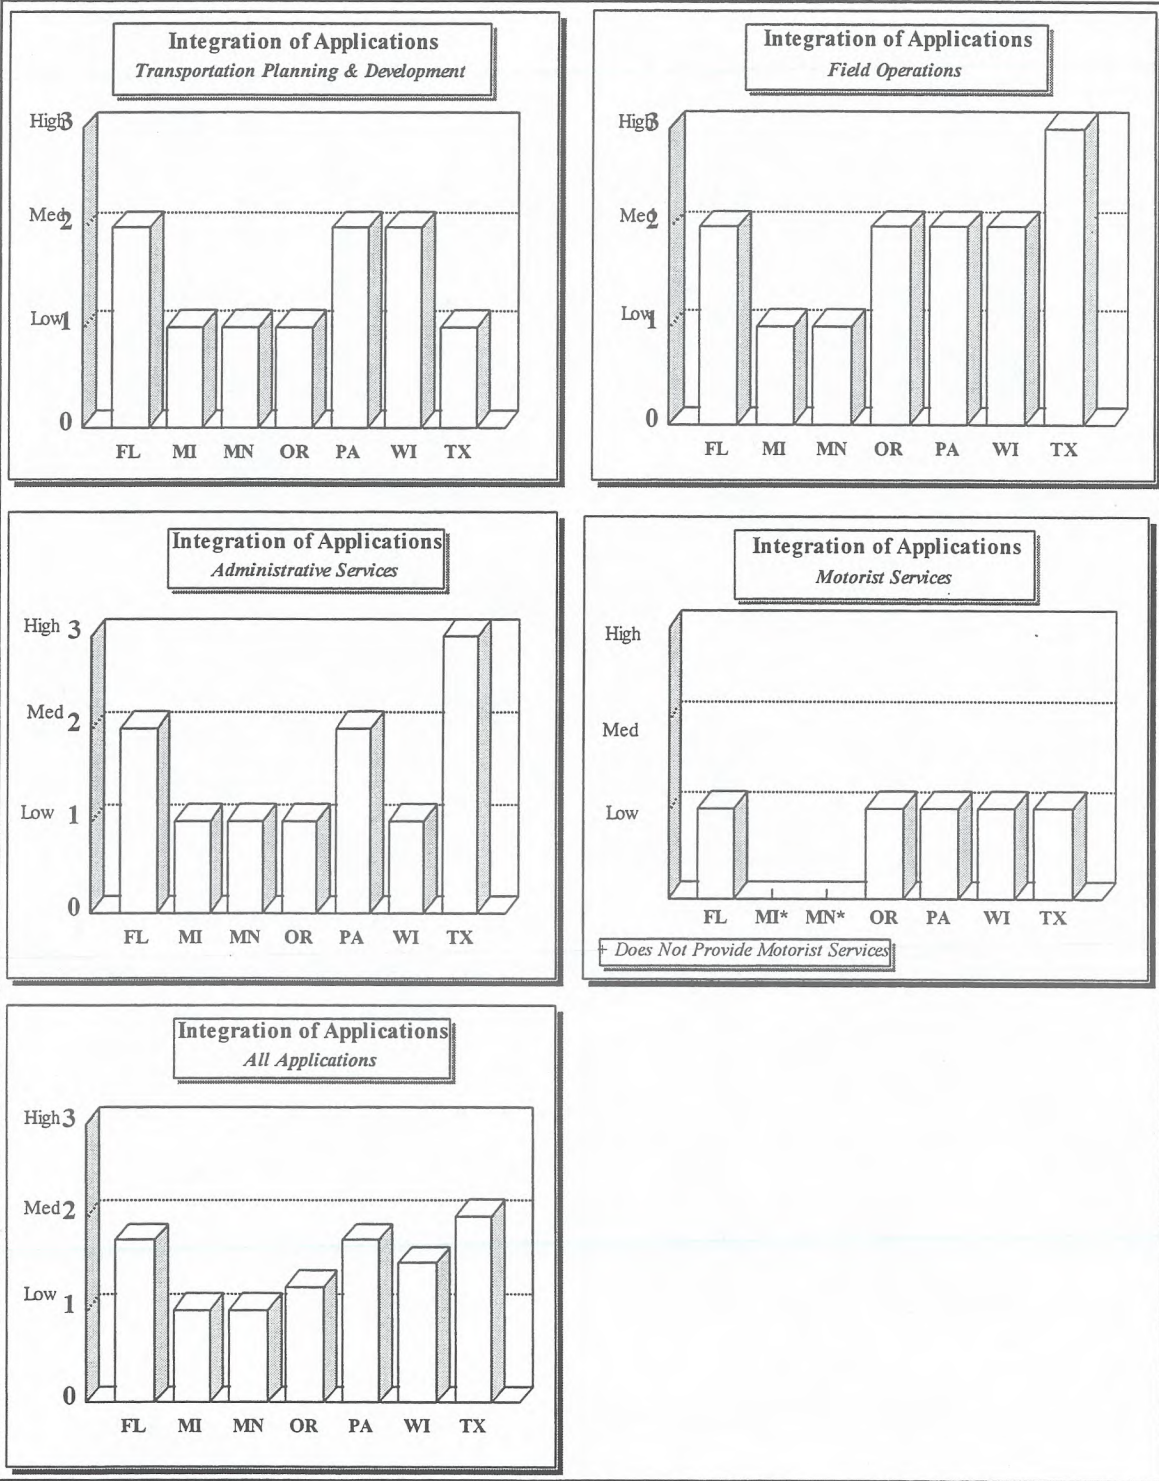 Integration of Applications
Transportation Planning & Development
High 3
Med 2
Low 1
0
FL MI MN OR PA WI TX
Integration of Applications
Field Operations
High 3
Med 2
Low 1
0
FL MI MN OR PA WI TX
Integration of Applications
Administrative Services
High 3
Med 2
Low 1
0
FL MI MN OR PA WI TX
Integration of Applications
Motorist Services
High
Med
Low
FL MI* MN* OR PA WI TX
+ Does Not Provide Motorist Services
Integration of Applications
All Applications
High 3
Med 2
Low 1
0
FL MI MN OR PA WI TX